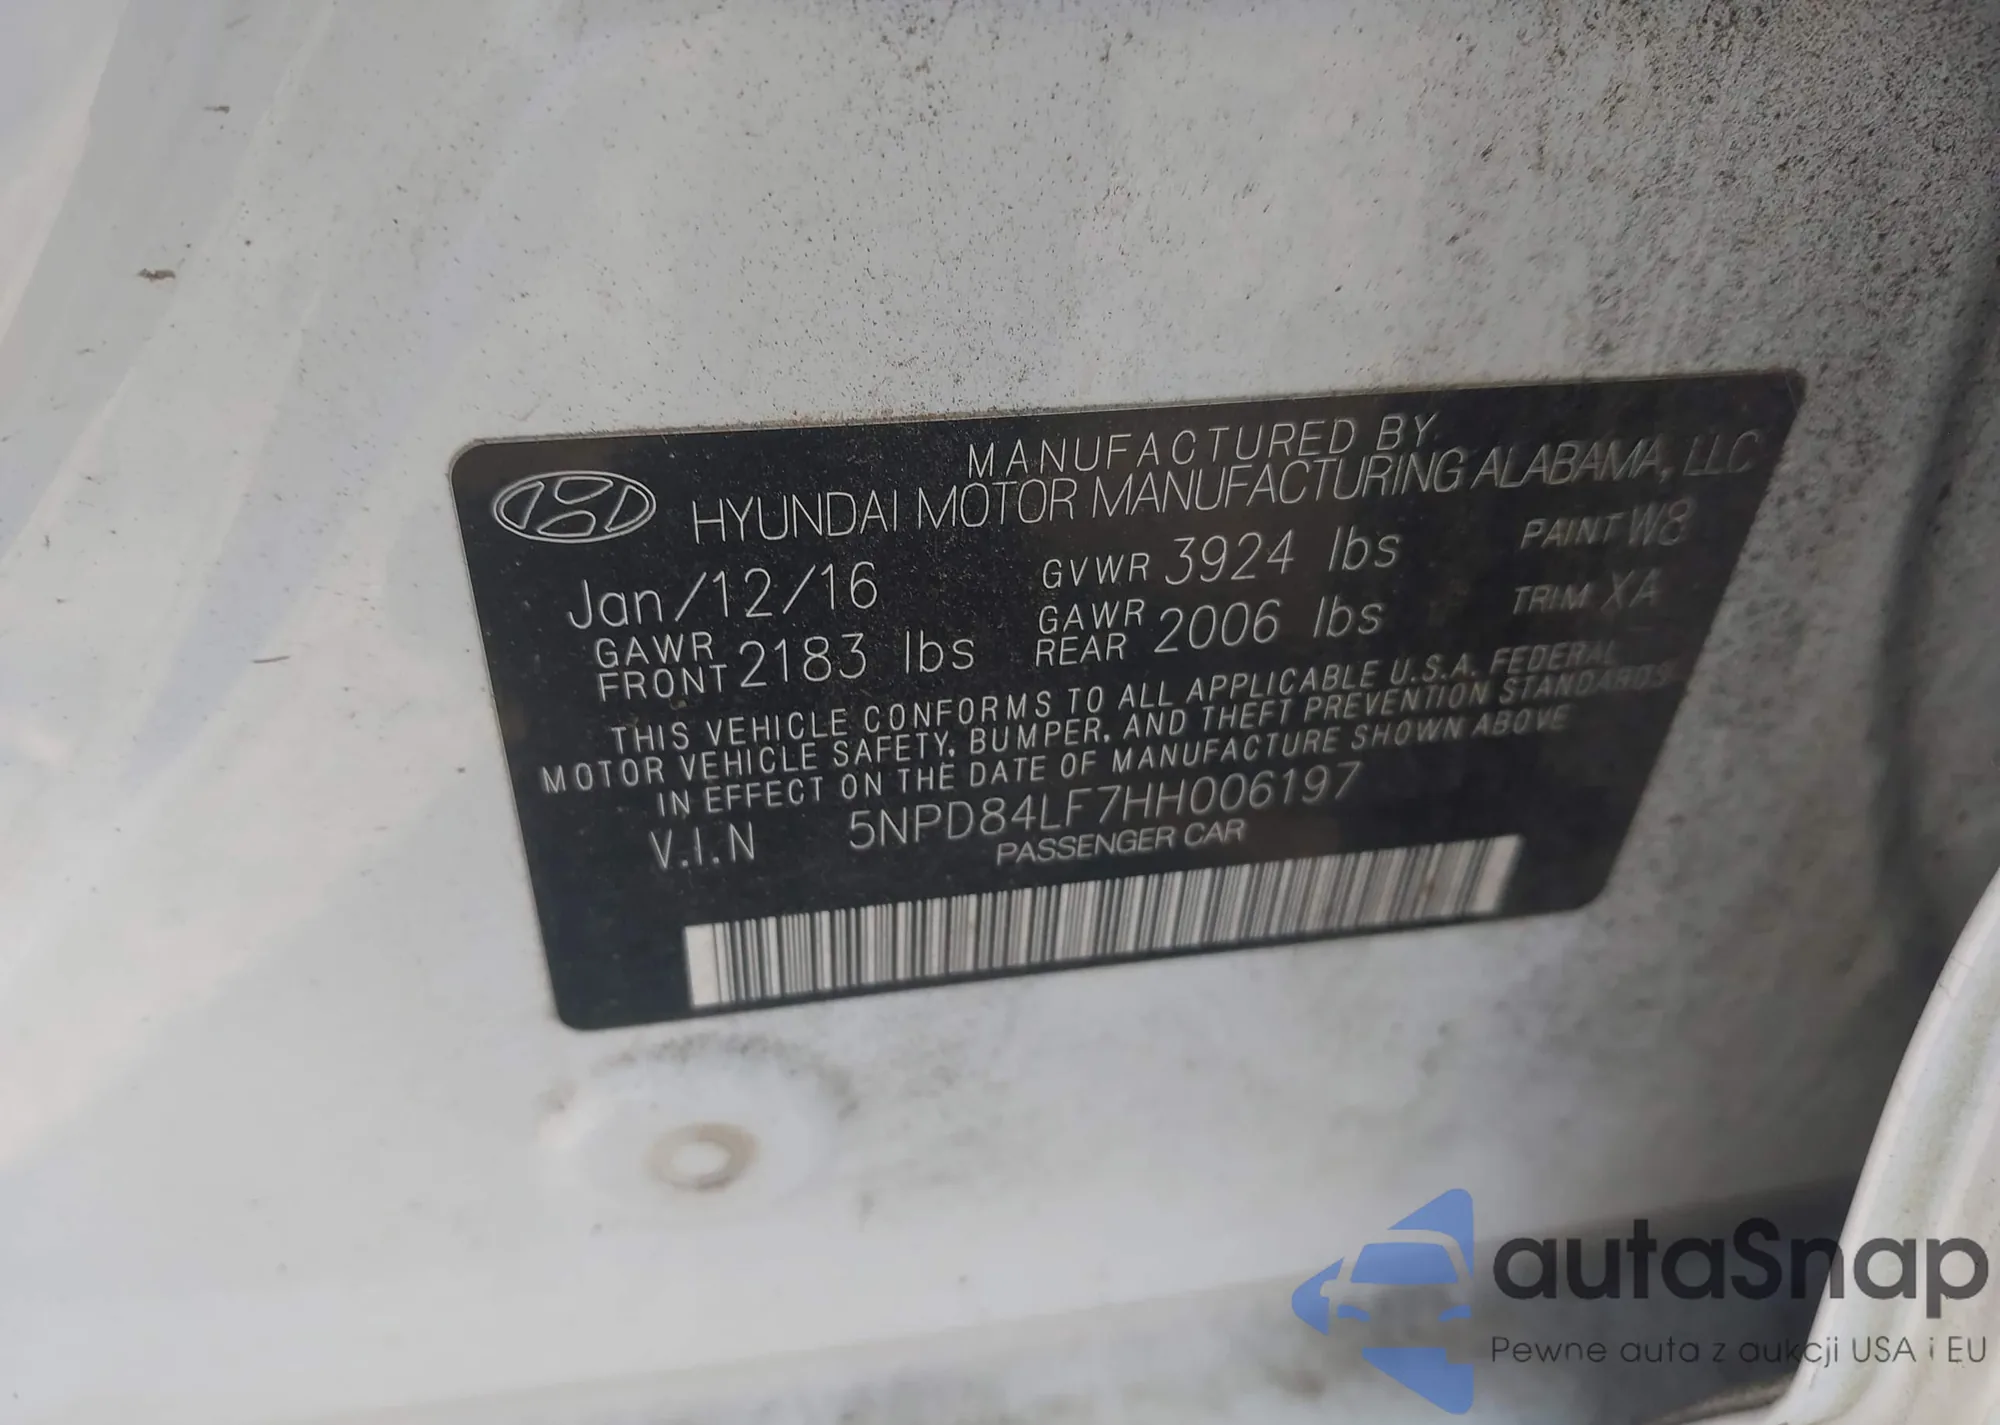 MANUFACTURED BY
HYUNDAI MOTOR MANUFACTURING ALABAMA, LLC
Jan/12/16 GVWR 3924 lbs PAINT W8
GAWR FRONT 2183 lbs GAWR REAR 2006 lbs TRIM XA
THIS VEHICLE CONFORMS TO ALL APPLICABLE U.S.A. FEDERAL
MOTOR VEHICLE SAFETY, BUMPER, AND THEFT PREVENTION STANDARDS
IN EFFECT ON THE DATE OF MANUFACTURE SHOWN ABOVE
V.I.N 5NPD84LF7HH006197
PASSENGER CAR
autaSnap
Pewne auta z aukcji USA i EU